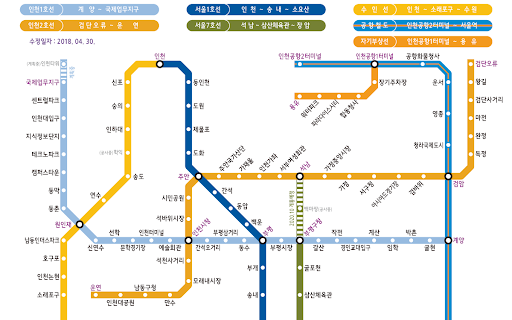 인천1호선 계 양 - 국제업무지구
서울1호선 인 천 - 송 내 - 소요산
수 인 선 인 천 - 소래포구 - 수 원
인천2호선 검 단 오 류 - 운 연
서울7호선 석 남 - 삼산체육관 - 장 암
공항철도 인천공항2터미널 - 서울역
자기부상선 인천공항1터미널 - 용 유
수정일자 : 2018. 04. 30.
인천
인천공항2터미널
인천공항1터미널
공항화물청사
검단오류
국제업무지구
센트럴파크
인천대입구
지식정보단지
테크노파크
캠퍼스타운
동막
동춘
원인재
신포
숭의
인하대
송도
연수
동인천
도원
제물포
도화
주안
용유
워터파크
파라다이스시티
합동청사
장기주차장
운서
영종
청라국제도시
왕길
검단사거리
마전
완정
독정
검암
주안국가산단
가재울
인천가좌
서부여성회관
석남
가정중앙시장
가정
서구청
아시아드경기장
검바위
시민공원
석바위시장
인천시청
간석
동암
백운
부평
부평구청
남동인더스파크
호구포
인천논현
소래포구
신연수
선학
문학경기장
인천터미널
예술회관
간석오거리
부평삼거리
동수
부평시장
갈산
작전
경인교대입구
계산
임학
박촌
귤현
계양
석천사거리
모래내시장
만수
남동구청
인천대공원
운연
부개
송내
굴포천
삼산체육관